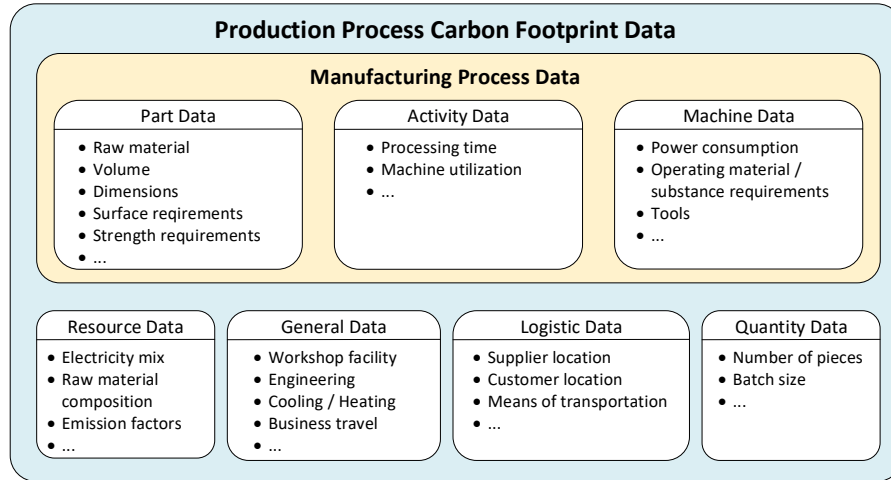 Production Process Carbon Footprint Data
Manufacturing Process Data
Part Data
• Raw material
• Volume
• Dimensions
• Surface reqirements
• Strength requirements
• ...
Activity Data
• Processing time
• Machine utilization
• ...
Machine Data
• Power consumption
• Operating material /
substance requirements
• Tools
• ...
Resource Data
• Electricity mix
• Raw material
composition
• Emission factors
• ...
General Data
• Workshop facility
• Engineering
• Cooling / Heating
• Business travel
• ...
Logistic Data
• Supplier location
• Customer location
• Means of transportation
• ...
Quantity Data
• Number of pieces
• Batch size
• ...